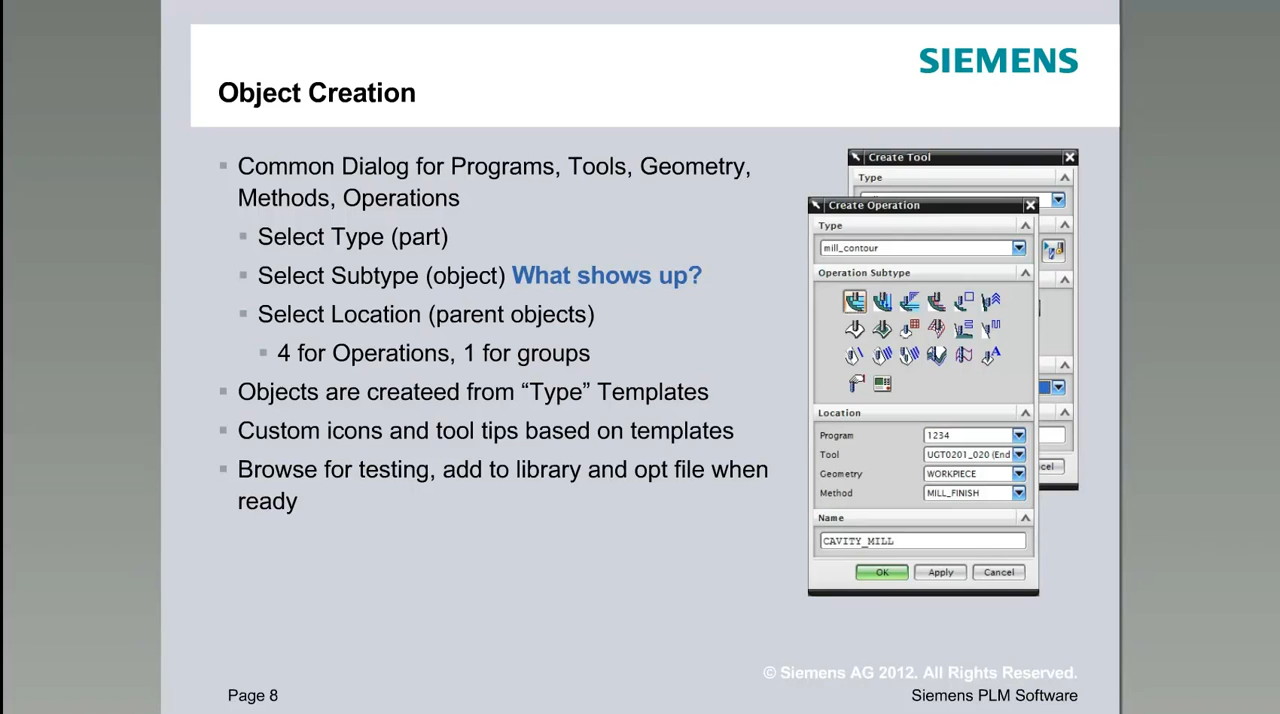 SIEMENS
Object Creation
Common Dialog for Programs, Tools, Geometry,
Methods, Operations
Select Type (part)
Select Subtype (object) What shows up?
Select Location (parent objects)
4 for Operations, 1 for groups
Objects are createed from “Type” Templates
Custom icons and tool tips based on templates
Browse for testing, add to library and opt file when
ready
Create Tool
Type
Create Operation
Type
mill_contour
Operation Subtype
Location
Program 1234
Tool UGT0201_020 (End
Geometry WORKPIECE
Method MILL_FINISH
Name
CAVITY_MILL
OK Apply Cancel
cel
© Siemens AG 2012. All Rights Reserved.
Page 8
Siemens PLM Software